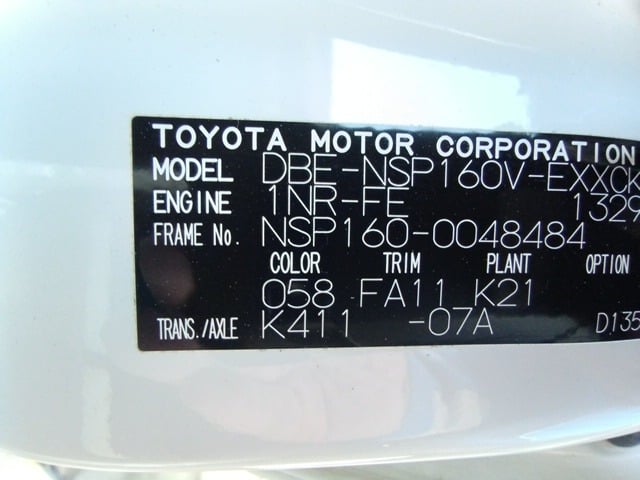 TOYOTA MOTOR CORPORATION
MODEL DBE-NSP160V-EXXCK
ENGINE 1NR-FE 1329
FRAME No. NSP160-0048484
COLOR TRIM PLANT OPTION
058 FA11 K21
TRANS./AXLE K411 -07A D135